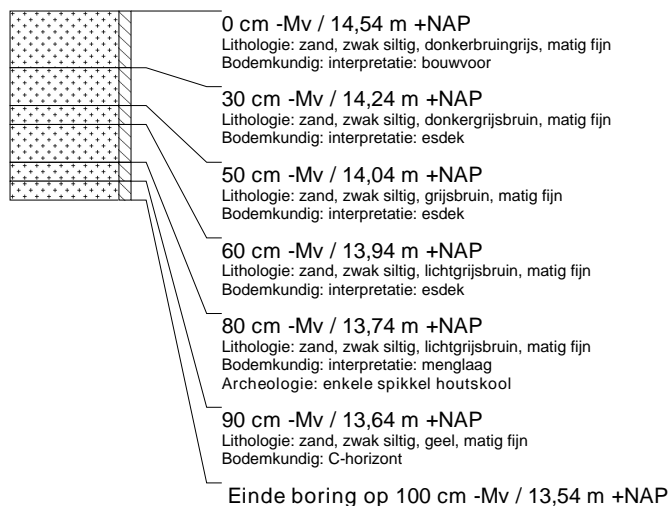 0 cm -Mv / 14,54 m +NAP
Lithologie: zand, zwak siltig, donkerbruingrijs, matig fijn
Bodemkundig: interpretatie: bouwvoor
30 cm -Mv / 14,24 m +NAP
Lithologie: zand, zwak siltig, donkergrijsbruin, matig fijn
Bodemkundig: interpretatie: esdek
50 cm -Mv / 14,04 m +NAP
Lithologie: zand, zwak siltig, grijsbruin, matig fijn
Bodemkundig: interpretatie: esdek
60 cm -Mv / 13,94 m +NAP
Lithologie: zand, zwak siltig, lichtgrijsbruin, matig fijn
Bodemkundig: interpretatie: esdek
80 cm -Mv / 13,74 m +NAP
Lithologie: zand, zwak siltig, lichtgrijsbruin, matig fijn
Bodemkundig: interpretatie: menglaag
Archeologie: enkele spikkel houtskool
90 cm -Mv / 13,64 m +NAP
Lithologie: zand, zwak siltig, geel, matig fijn
Bodemkundig: C-horizont
Einde boring op 100 cm -Mv / 13,54 m +NAP